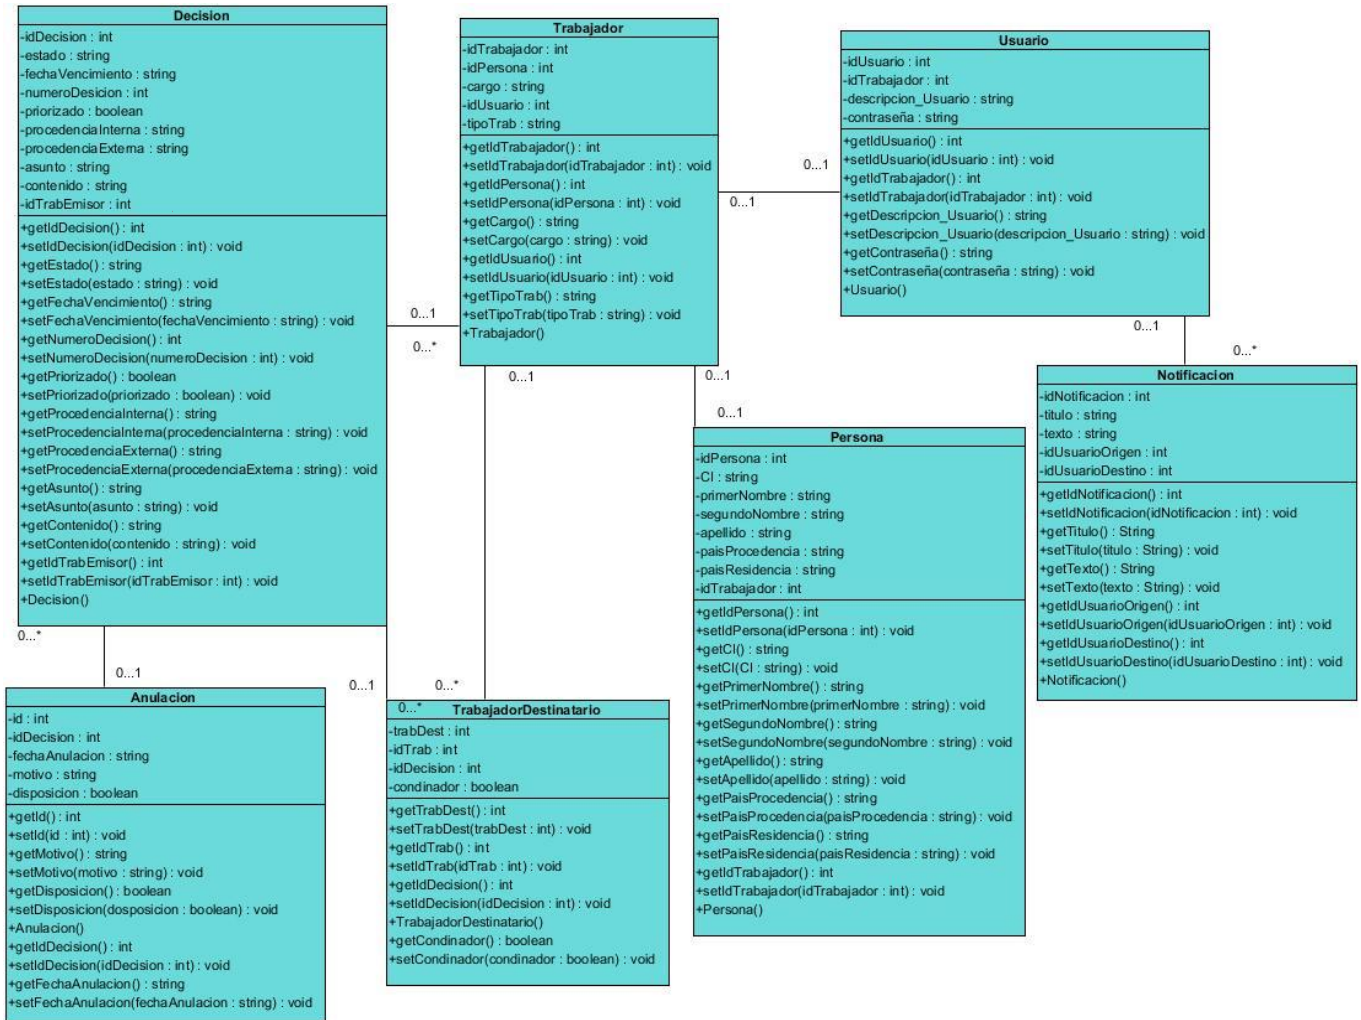 Decision
-idDecision : int
-estado : string
-fechaVencimiento : string
-numeroDesicion : int
-priorizado : boolean
-procedenciaInterna : string
-procedenciaExterna : string
-asunto : string
-contenido : string
-idTrabEmisor : int
+getIdDecision() : int
+setIdDecision(idDecision : int) : void
+getEstado() : string
+setEstado(estado : string) : void
+getFechaVencimiento() : string
+setFechaVencimiento(fechaVencimiento : string) : void
+getNumeroDecision() : int
+setNumeroDecision(numeroDecision : int) : void
+getPriorizado() : boolean
+setPriorizado(priorizado : boolean) : void
+getProcedenciaInterna() : string
+setProcedenciaInterna(procedenciaInterna : string) : void
+getProcedenciaExterna() : string
+setProcedenciaExterna(procedenciaExterna : string) : void
+getAsunto() : string
+setAsunto(asunto : string) : void
+getContenido() : string
+setContenido(contenido : string) : void
+getIdTrabEmisor() : int
+setIdTrabEmisor(idTrabEmisor : int) : void
+Decision()
0...1
0...*
Trabajador
-idTrabajador : int
-idPersona : int
-cargo : string
-idUsuario : int
-tipoTrab : string
+getIdTrabajador() : int
+setIdTrabajador(idTrabajador : int) : void
+getIdPersona() : int
+setIdPersona(idPersona : int) : void
+getCargo() : string
+setCargo(cargo : string) : void
+getIdUsuario() : int
+setIdUsuario(idUsuario : int) : void
+getTipoTrab() : string
+setTipoTrab(tipoTrab : string) : void
+Trabajador()
0...1
0...1
Usuario
-idUsuario : int
-idTrabajador : int
-descripcion_Usuario : string
-contraseña : string
+getIdUsuario() : int
+setIdUsuario(idUsuario : int) : void
+getIdTrabajador() : int
+setIdTrabajador(idTrabajador : int) : void
+getDescripcion_Usuario() : string
+setDescripcion_Usuario(descripcion_Usuario : string) : void
+getContraseña() : string
+setContraseña(contraseña : string) : void
+Usuario()
0...1
0...*
0...1
0...1
0...1
Notificacion
-idNotificacion : int
-titulo : string
-texto : string
-idUsuarioOrigen : int
-idUsuarioDestino : int
+getIdNotificacion() : int
+setIdNotificacion(idNotificacion : int) : void
+getTitulo() : String
+setTitulo(titulo : String) : void
+getTexto() : String
+setTexto(texto : String) : void
+getIdUsuarioOrigen() : int
+setIdUsuarioOrigen(idUsuarioOrigen : int) : void
+getIdUsuarioDestino() : int
+setIdUsuarioDestino(idUsuarioDestino : int) : void
+Notificacion()
Persona
-idPersona : int
-CI : string
-primerNombre : string
-segundoNombre : string
-apellido : string
-paisProcedencia : string
-paisResidencia : string
-idTrabajador : int
+getIdPersona() : int
+setIdPersona(idPersona : int) : void
+getCI() : string
+setCI(CI : string) : void
+getPrimerNombre() : string
+setPrimerNombre(primerNombre : string) : void
+getSegundoNombre() : string
+setSegundoNombre(segundoNombre : string) : void
+getApellido() : string
+setApellido(apellido : string) : void
+getPaisProcedencia() : string
+setPaisProcedencia(paisProcedencia : string) : void
+getPaisResidencia() : string
+setPaisResidencia(paisResidencia : string) : void
+getIdTrabajador() : int
+setIdTrabajador(idTrabajador : int) : void
+Persona()
0...*
0...1
0...1
0...*
0...*
Anulacion
-id : int
-idDecision : int
-fechaAnulacion : string
-motivo : string
-disposicion : boolean
+getId() : int
+setId(id : int) : void
+getMotivo() : string
+setMotivo(motivo : string) : void
+getDisposicion() : boolean
+setDisposicion(dosposicion : boolean) : void
+Anulacion()
+getIdDecision() : int
+setIdDecision(idDecision : int) : void
+getFechaAnulacion() : string
+setFechaAnulacion(fechaAnulacion : string) : void
TrabajadorDestinatario
-trabDest : int
-idTrab : int
-idDecision : int
-condinador : boolean
+getTrabDest() : int
+setTrabDest(trabDest : int) : void
+getIdTrab() : int
+setIdTrab(idTrab : int) : void
+getIdDecision() : int
+setIdDecision(idDecision : int) : void
+TrabajadorDestinatario()
+getCondinador() : boolean
+setCondinador(condinador : boolean) : void